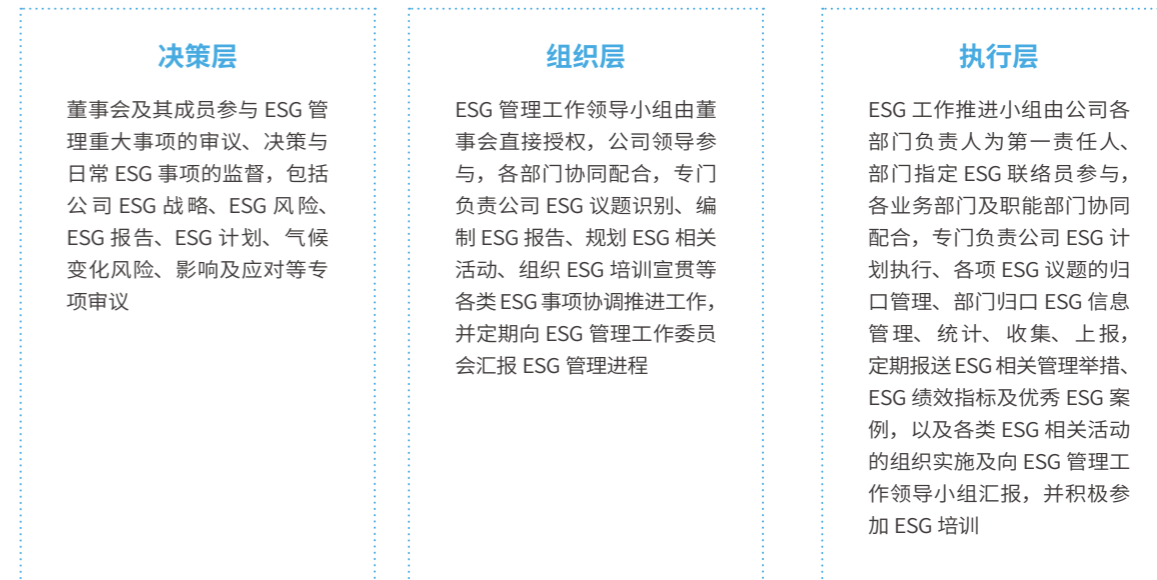 决策层
董事会及其成员参与 ESG 管
理重大事项的审议、决策与
日常 ESG 事项的监督，包括
公司 ESG 战略、ESG 风险、
ESG 报告、ESG 计划、气候
变化风险、影响及应对等专
项审议
组织层
ESG 管理工作领导小组由董
事会直接授权，公司领导参
与，各部门协同配合，专门
负责公司 ESG 议题识别、编
制 ESG 报告、规划 ESG 相关
活动、组织 ESG 培训宣贯等
各类 ESG 事项协调推进工作，
并定期向 ESG 管理工作委员
会汇报 ESG 管理进程
执行层
ESG 工作推进小组由公司各
部门负责人为第一责任人、
部门指定 ESG 联络员参与，
各业务部门及职能部门协同
配合，专门负责公司 ESG 计
划执行、各项 ESG 议题的归
口管理、部门归口 ESG 信息
管理、统计、收集、上报，
定期报送 ESG 相关管理举措、
ESG 绩效指标及优秀 ESG 案
例，以及各类 ESG 相关活动
的组织实施及向 ESG 管理工
作领导小组汇报，并积极参
加 ESG 培训